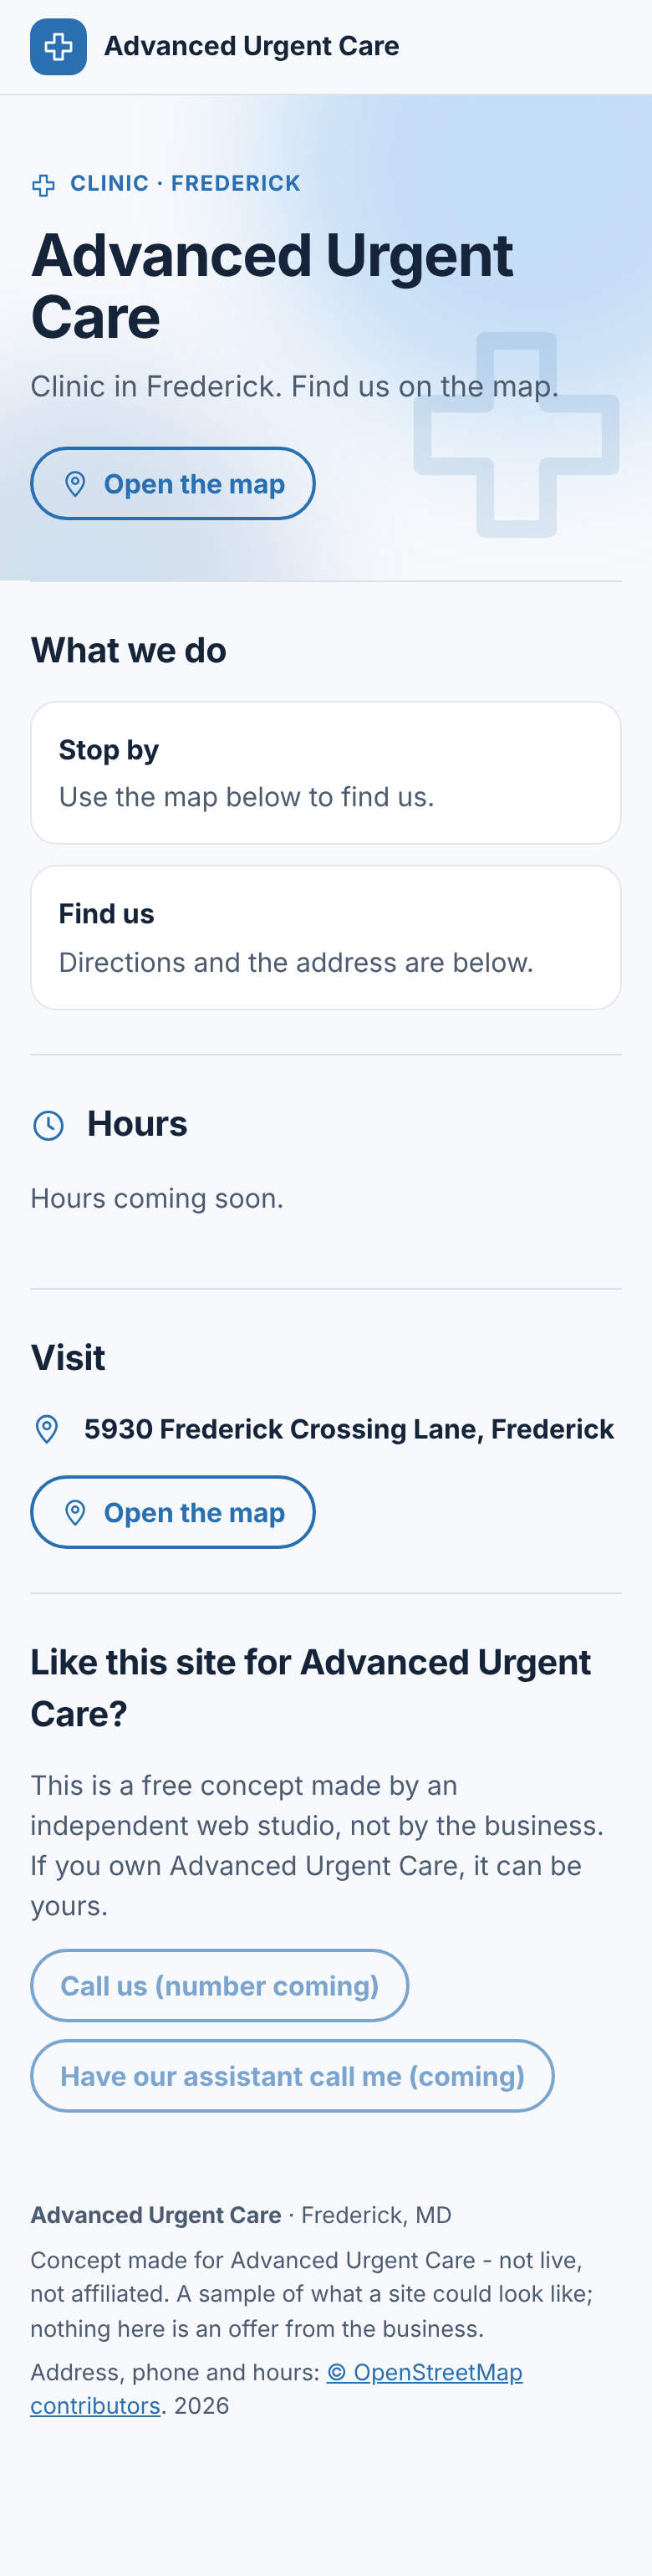 Advanced Urgent Care
CLINIC · FREDERICK
Advanced Urgent
Care
Clinic in Frederick. Find us on the map.
Open the map
What we do
Stop by
Use the map below to find us.
Find us
Directions and the address are below.
Hours
Hours coming soon.
Visit
5930 Frederick Crossing Lane, Frederick
Open the map
Like this site for Advanced Urgent
Care?
This is a free concept made by an
independent web studio, not by the business.
If you own Advanced Urgent Care, it can be
yours.
Call us (number coming)
Have our assistant call me (coming)
Advanced Urgent Care · Frederick, MD
Concept made for Advanced Urgent Care - not live,
not affiliated. A sample of what a site could look like;
nothing here is an offer from the business.
Address, phone and hours: © OpenStreetMap
contributors. 2026